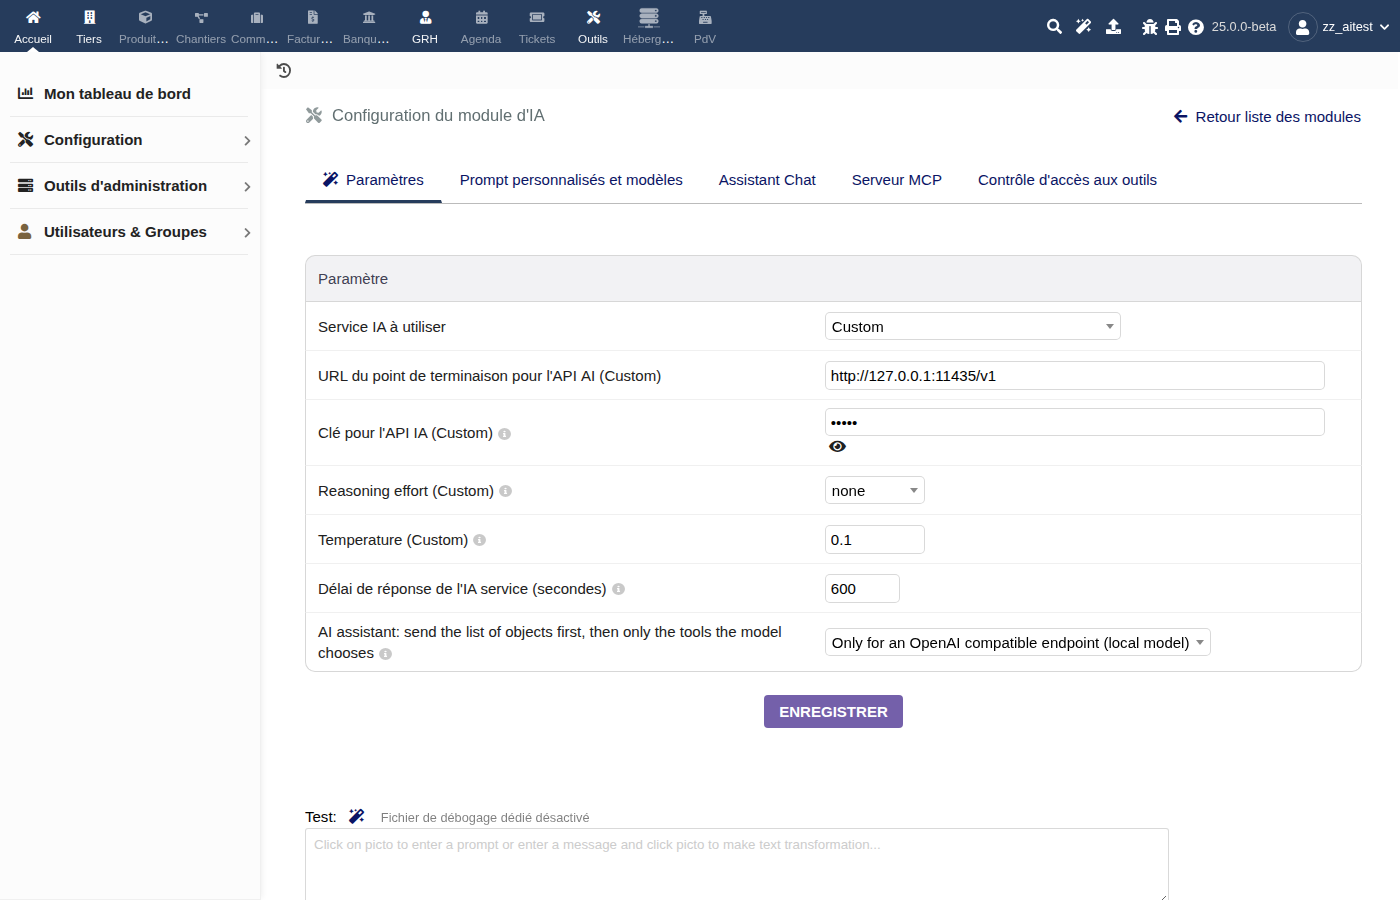 Accueil Tiers Produit... Chantiers Comm... Factur... Banqu... GRH Agenda Tickets Outils Héberg... PdV 25.0.0-beta zz_aitest
Mon tableau de bord
Configuration
Outils d'administration
Utilisateurs & Groupes
Configuration du module d'IA
Retour liste des modules
Paramètres Prompt personnalisés et modèles Assistant Chat Serveur MCP Contrôle d'accès aux outils
Paramètre
Service IA à utiliser Custom
URL du point de terminaison pour l'API AI (Custom) http://127.0.0.1:11435/v1
Clé pour l'API IA (Custom) •••••
Reasoning effort (Custom) none
Temperature (Custom) 0.1
Délai de réponse de l'IA service (secondes) 600
AI assistant: send the list of objects first, then only the tools the model
chooses
Only for an OpenAI compatible endpoint (local model)
ENREGISTRER
Test: Fichier de débogage dédié désactivé
Click on picto to enter a prompt or enter a message and click picto to make text transformation...